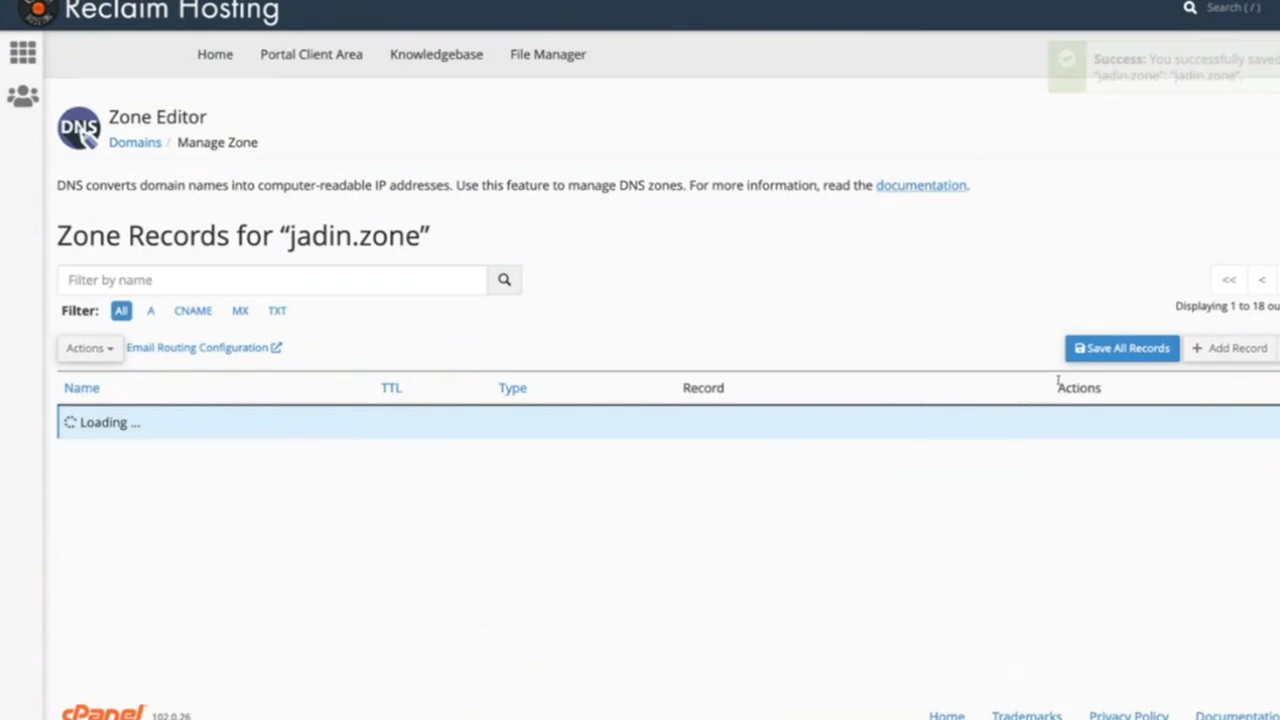 Reclaim Hosting
Search ( / )
Home Portal Client Area Knowledgebase File Manager
Success: You successfully saved
"jadin.zone": "jadin.zone".
DNS
Zone Editor
Domains / Manage Zone
DNS converts domain names into computer-readable IP addresses. Use this feature to manage DNS zones. For more information, read the documentation.
Zone Records for “jadin.zone”
Filter by name
<< <
Filter: All A CNAME MX TXT
Displaying 1 to 18 ou
Actions Email Routing Configuration
Save All Records + Add Record
Name TTL Type Record Actions
Loading ...
cPanel 102.0.26 Home Trademarks Privacy Policy Documentatio